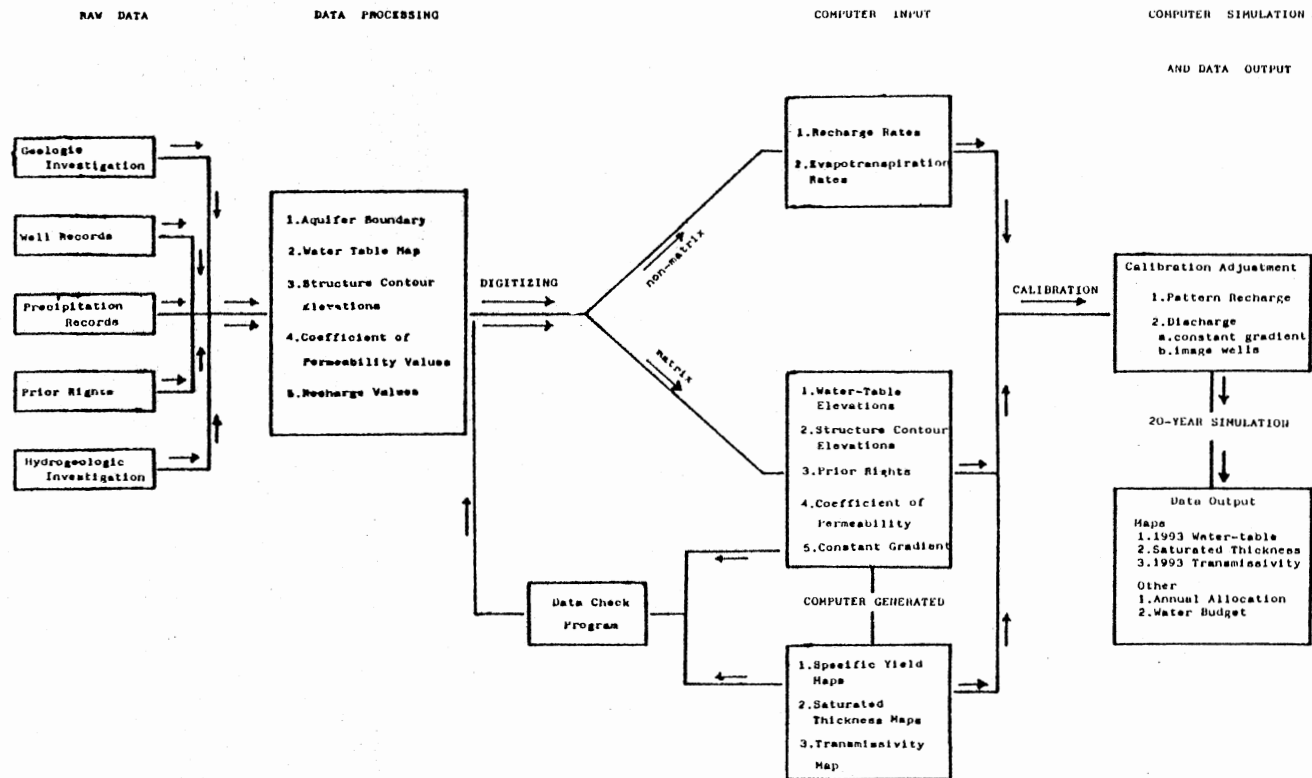 RAW DATA
DATA PROCESSING
COMPUTER INPUT
COMPUTER SIMULATION
AND DATA OUTPUT
Geologic
Investigation
Well Records
Precipitation
Records
Prior Rights
Hydrogeologic
Investigation
1.Aquifer Boundary
2.Water Table Map
3.Structure Contour
Elevations
4.Coefficient of
Permeability Values
5.Recharge Values
DIGITIZING
non-matrix
matrix
Data Check
Program
1.Recharge Rates
2.Evapotranspiration
Rates
1.Water-Table
Elevations
2.Structure Contour
Elevations
3.Prior Rights
4.Coefficient of
Permeability
5.Constant Gradient
COMPUTER GENERATED
1.Specific Yield
Maps
2.Saturated
Thickness Maps
3.Transmissivity
Map
CALIBRATION
Calibration Adjustment
1.Pattern Recharge
2.Discharge
a.constant gradient
b.image wells
20-YEAR SIMULATION
Data Output
Maps
1.1993 Water-table
2.Saturated Thickness
3.1993 Transmissivity
Other
1.Annual Allocation
2.Water Budget